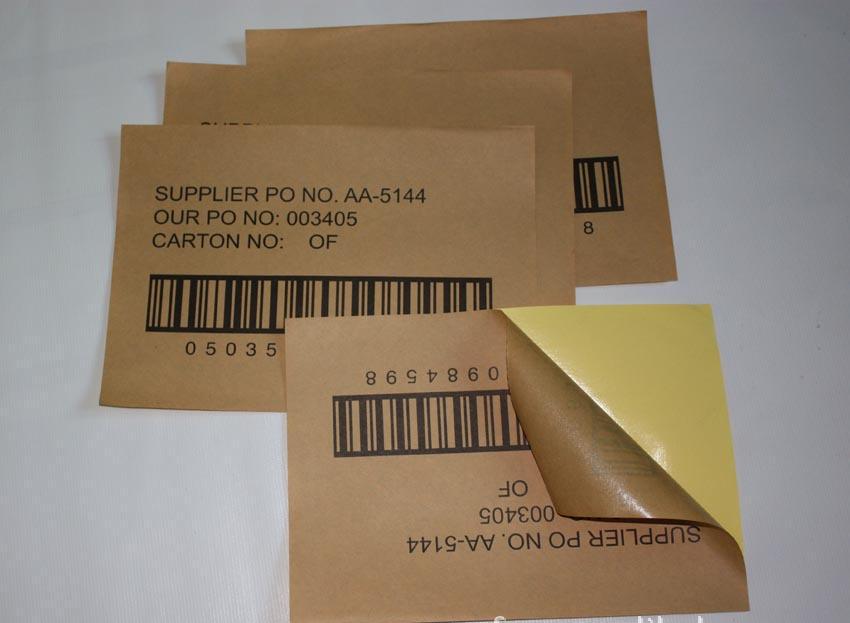 8
SUPPLIER PO NO. AA-5144
OUR PO NO: 003405
CARTON NO: OF
05035
SUPPLIER PO NO. AA-5144
003405
OF
0984598